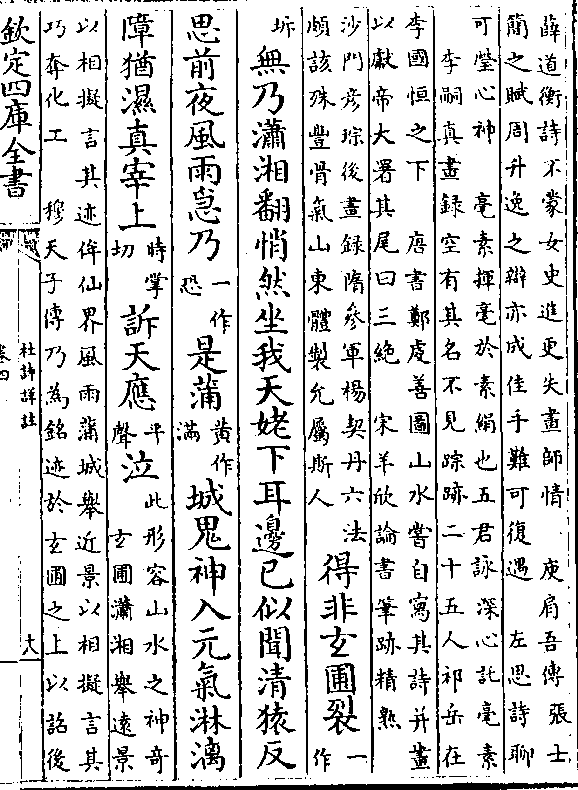 薛道衡詩不蒙女史進更失畫師情　庾肩吾傳張士
簡之賦周升逸之辯亦成佳手難可復遇　左思詩聊
可瑩心神　毫素揮毫於素絹也五君詠深心託毫素
李嗣真畫錄空有其名不見踪跡二十五人祁岳在
李國恒之下　唐書鄭虔善圖山水嘗自寫其詩并畫
以獻帝大署其尾曰三絶　宋羊欣論書筆跡精熟
沙門彦琮後畫録隋參軍楊契丹六法
頗該殊豐骨氣山東體製允屬斯人
得非玄圃裂
一作
坼
無乃瀟湘翻悄然坐我天姥下耳邊已似聞清猿反
思前夜風雨急乃
一作
恐
是蒲
黄作
滿
城鬼神入元氣淋漓
障猶濕真宰上
時掌
切
訴天應
平
聲
泣
此形容山水之神奇
玄圃瀟湘舉遠景
以相擬言其迹侔仙界風雨蒲城舉近景以相擬言其
巧奪化工　穆天子傳乃為銘迹於玄圃之上以詔後
欽定四庫全書
杜詩詳註
卷四